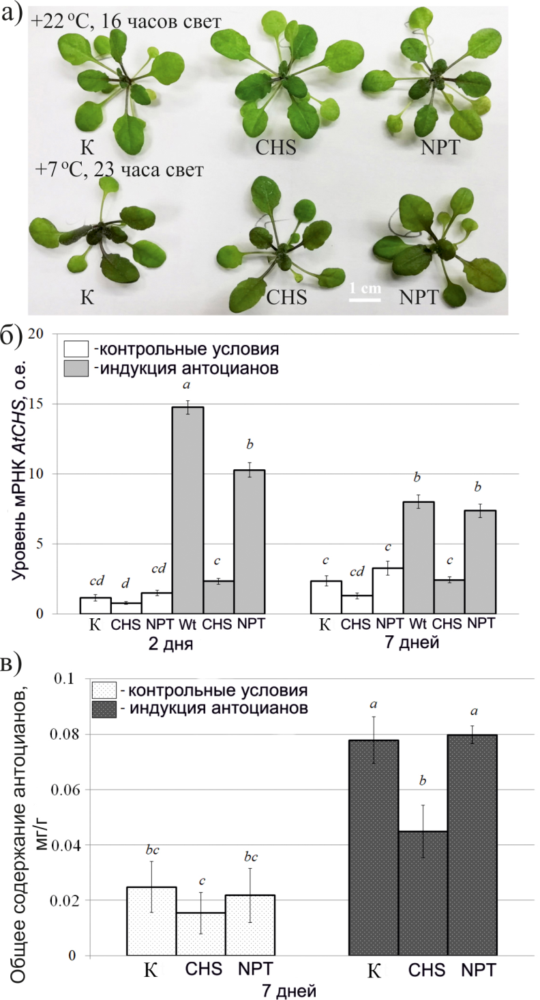 а)
+22 °С, 16 часов свет
К
CHS
NPT
+7 °С, 23 часа свет
К
CHS
NPT
1 cm
б)
Уровень мРНК AtCHS, о.е.
20
15
10
5
0
-контрольные условия
-индукция антоцианов
a
b
cd
d
cd
c
b
b
c
cd
c
c
К CHS NPT Wt CHS NPT
К CHS NPT Wt CHS NPT
2 дня
7 дней
в)
Общее содержание антоцианов,
мг/г
0.1
0.08
0.06
0.04
0.02
0
- контрольные условия
- индукция антоцианов
bc
c
bc
a
b
a
К CHS NPT
К CHS NPT
7 дней